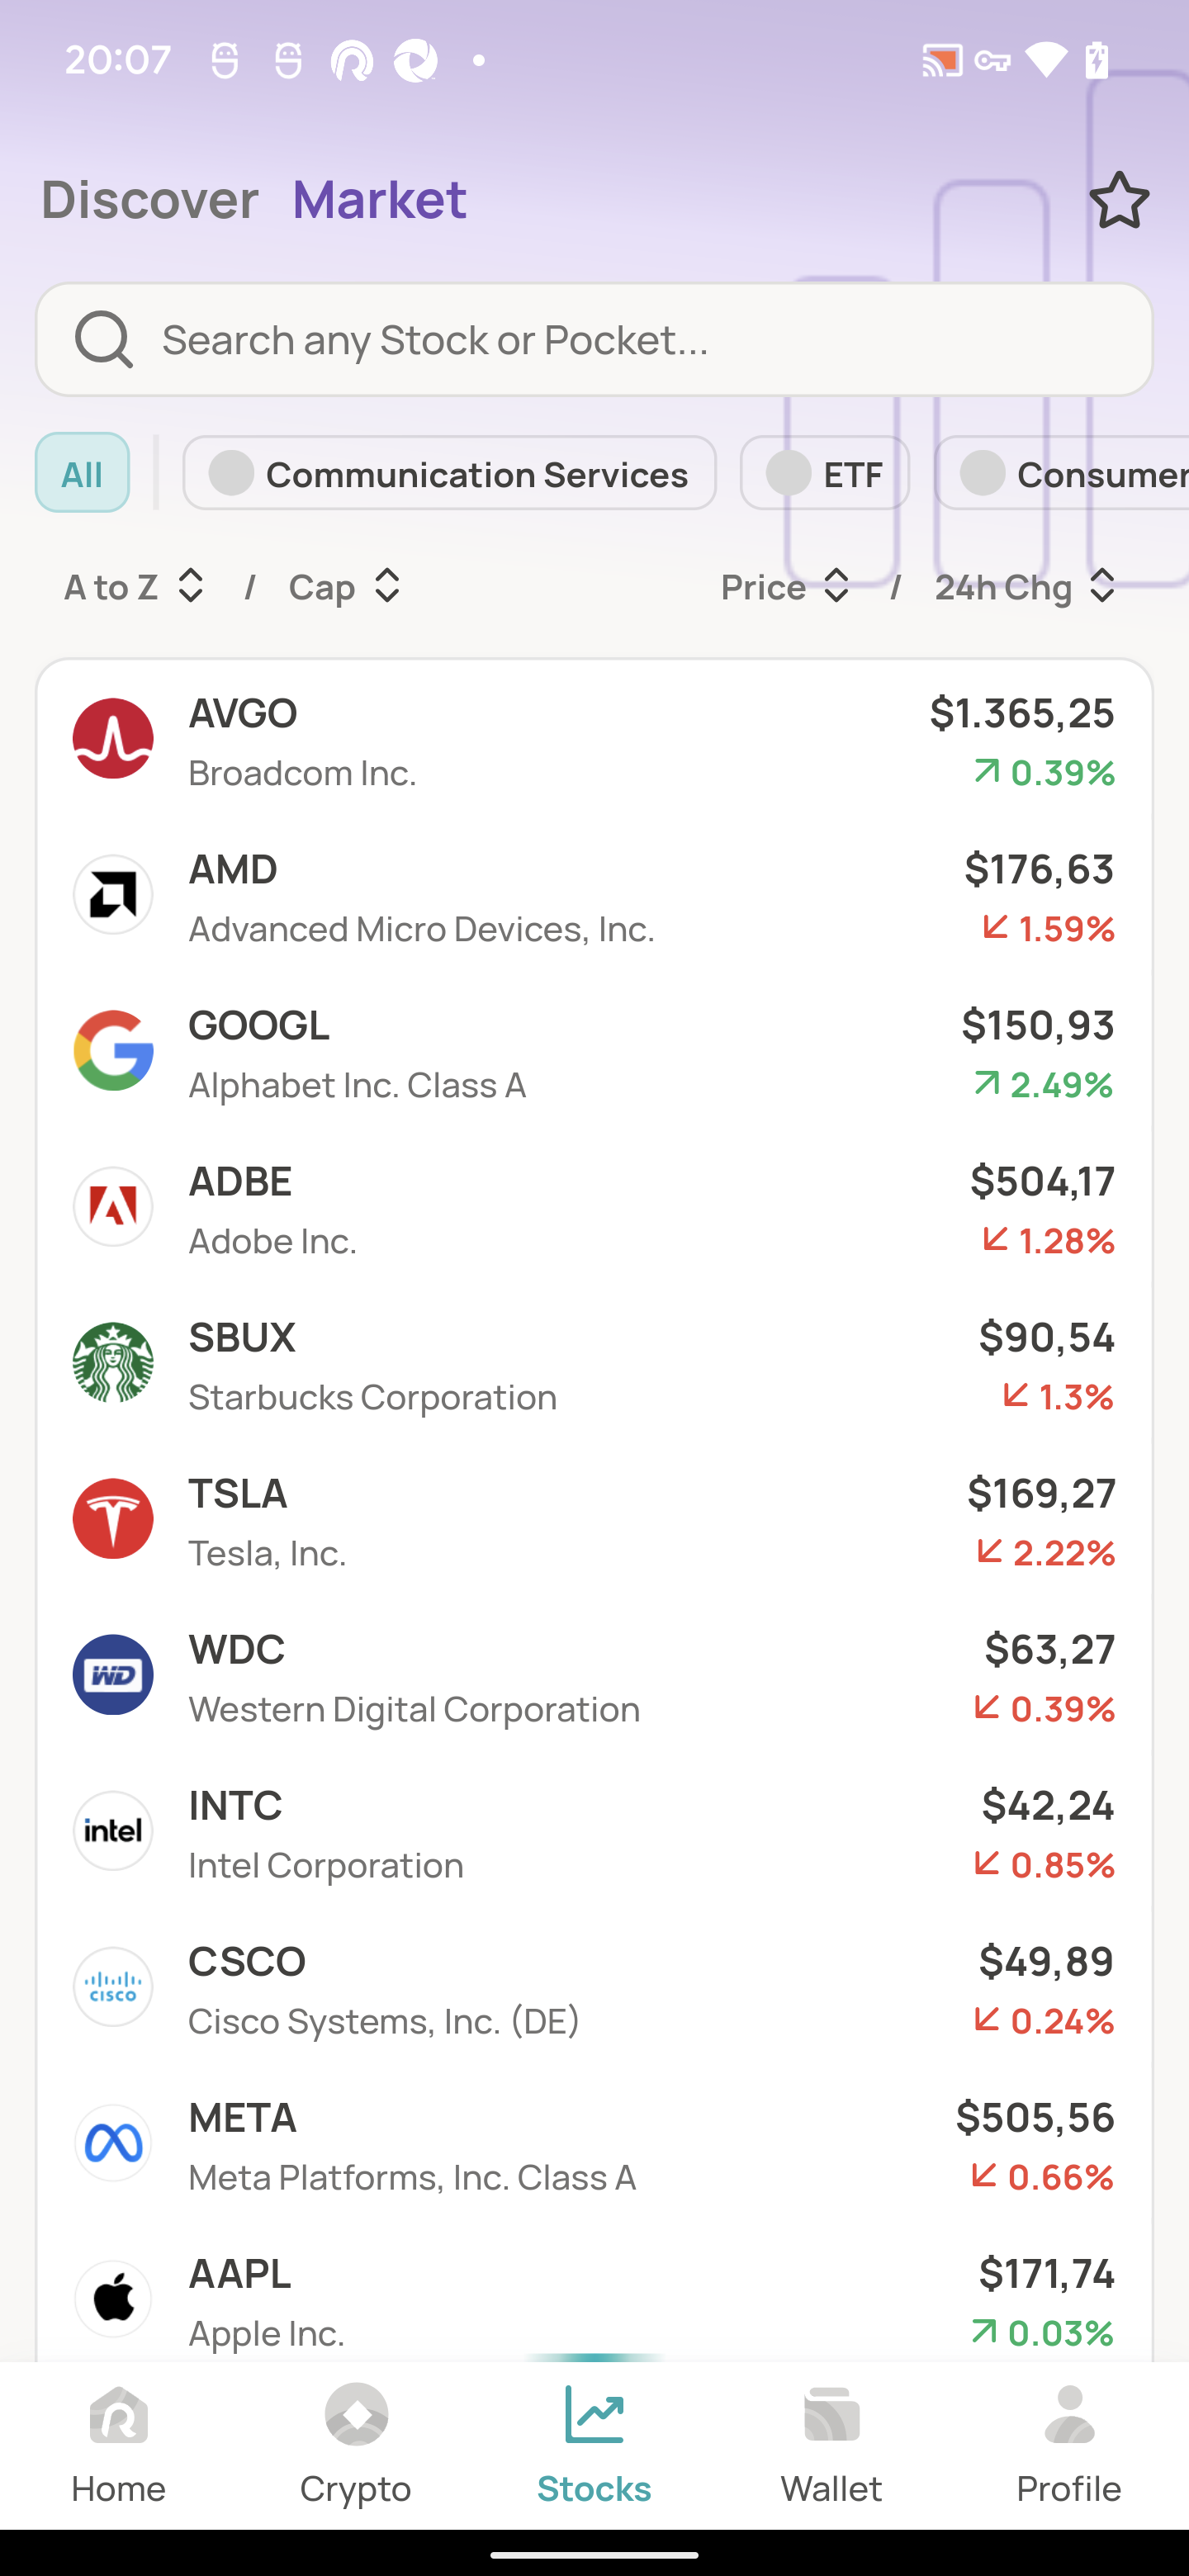 20:07
Discover Market
Search any Stock or Pocket...
All Communication Services ETF Consumer
A to Z / Cap Price / 24h Chg
AVGO $1.365,25
Broadcom Inc. 0.39%
AMD $176,63
Advanced Micro Devices, Inc. 1.59%
GOOGL $150,93
Alphabet Inc. Class A 2.49%
ADBE $504,17
Adobe Inc. 1.28%
SBUX $90,54
Starbucks Corporation 1.3%
TSLA $169,27
Tesla, Inc. 2.22%
WD
WDC $63,27
Western Digital Corporation 0.39%
intel
INTC $42,24
Intel Corporation 0.85%
CISCO
CSCO $49,89
Cisco Systems, Inc. (DE) 0.24%
META $505,56
Meta Platforms, Inc. Class A 0.66%
AAPL $171,74
Apple Inc. 0.03%
Home Crypto Stocks Wallet Profile